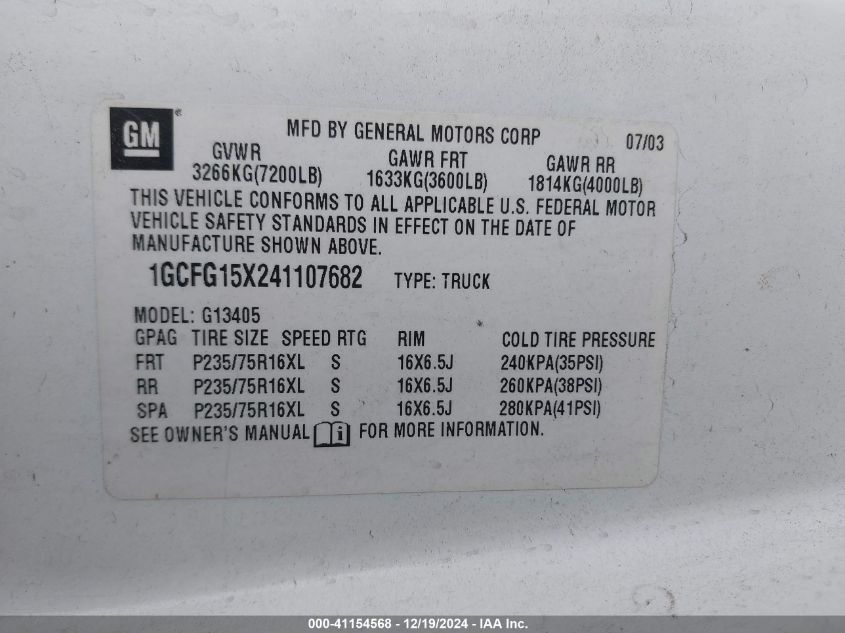 GM
MFD BY GENERAL MOTORS CORP 07/03
GVWR GAWR FRT GAWR RR
3266KG(7200LB) 1633KG(3600LB) 1814KG(4000LB)
THIS VEHICLE CONFORMS TO ALL APPLICABLE U.S. FEDERAL MOTOR
VEHICLE SAFETY STANDARDS IN EFFECT ON THE DATE OF
MANUFACTURE SHOWN ABOVE.
1GCFG15X241107682 TYPE: TRUCK
MODEL: G13405
GPAG TIRE SIZE SPEED RTG RIM COLD TIRE PRESSURE
FRT P235/75R16XL S 16X6.5J 240KPA(35PSI)
RR P235/75R16XL S 16X6.5J 260KPA(38PSI)
SPA P235/75R16XL S 16X6.5J 280KPA(41PSI)
SEE OWNER'S MANUAL i FOR MORE INFORMATION.
000-41154568 - 12/19/2024 - IAA Inc.